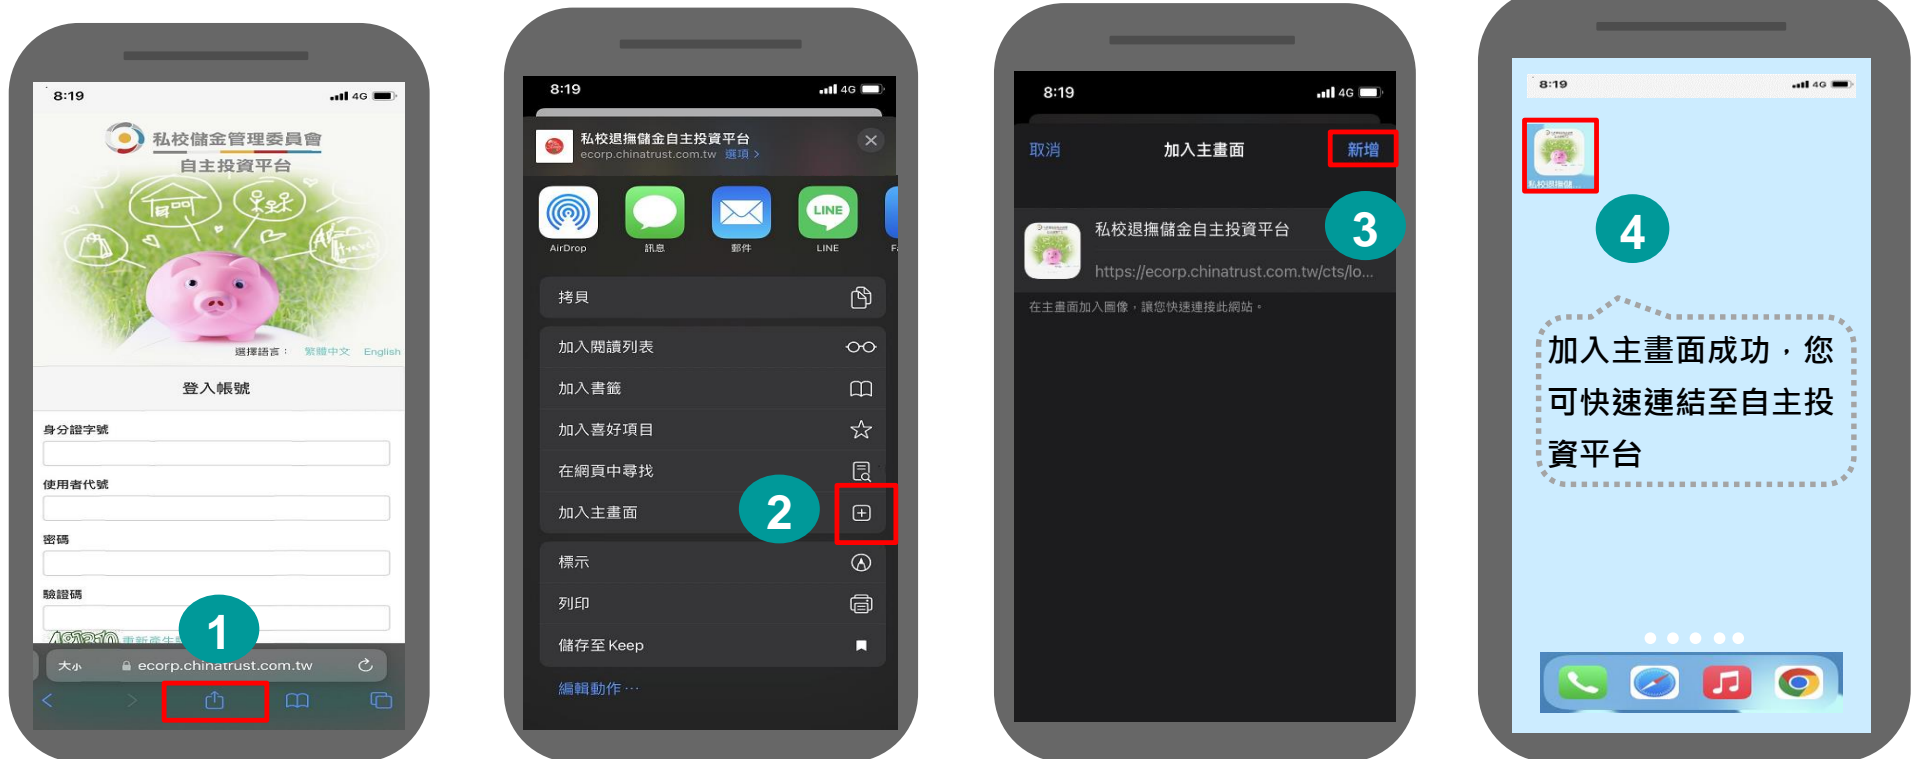 8:19
4G
私校儲金管理委員會
自主投資平台
選擇語言： 繁體中文 English
登入帳號
身分證字號
使用者代號
密碼
驗證碼
1
大小 ecorp.chinatrust.com.tw
8:19
4G
私校退撫儲金自主投資平台
ecorp.chinatrust.com.tw 選項 >
LINE
AirDrop 訊息 郵件 LINE
拷貝
加入閱讀列表
加入書籤
加入喜好項目
在網頁中尋找
加入主畫面
2
標示
列印
儲存至 Keep
編輯動作⋯
8:19
4G
取消 加入主畫面 新增
3
私校退撫儲金自主投資平台
https://ecorp.chinatrust.com.tw/cts/lo...
在主畫面加入圖像，讓您快速連接此網站。
8:19
4G
私校退撫儲...
4
加入主畫面成功，您
可快速連結至自主投
資平台